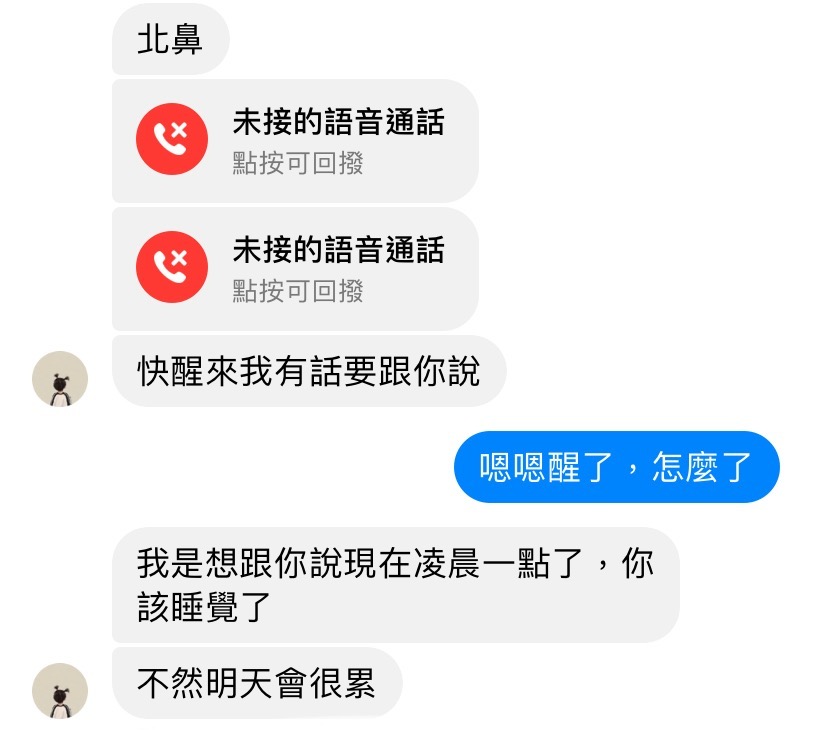 北鼻
未接的語音通話
點按可回撥
未接的語音通話
點按可回撥
快醒來我有話要跟你說
嗯嗯醒了，怎麼了
我是想跟你說現在凌晨一點了，你
該睡覺了
不然明天會很累